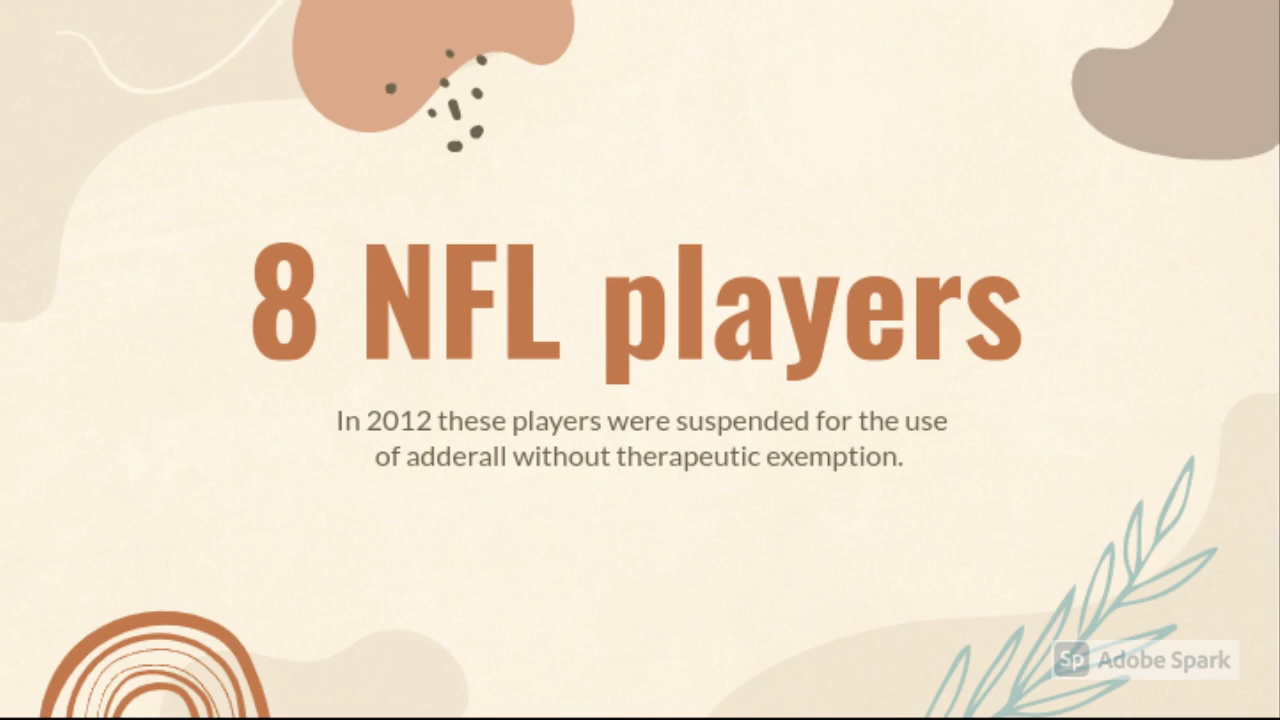 8 NFL players
In 2012 these players were suspended for the use
of adderall without therapeutic exemption.
Sp Adobe Spark